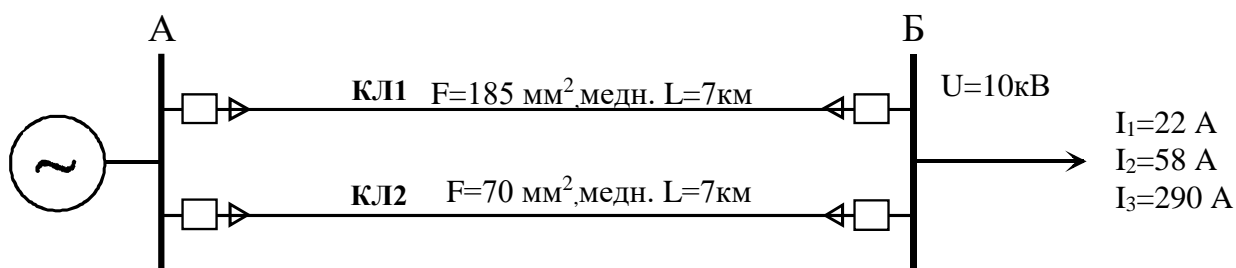 А
Б
КЛ1 F=185 мм²,медн. L=7км
U=10кВ
I₁=22 А
I₂=58 А
I₃=290 А
КЛ2 F=70 мм²,медн. L=7км